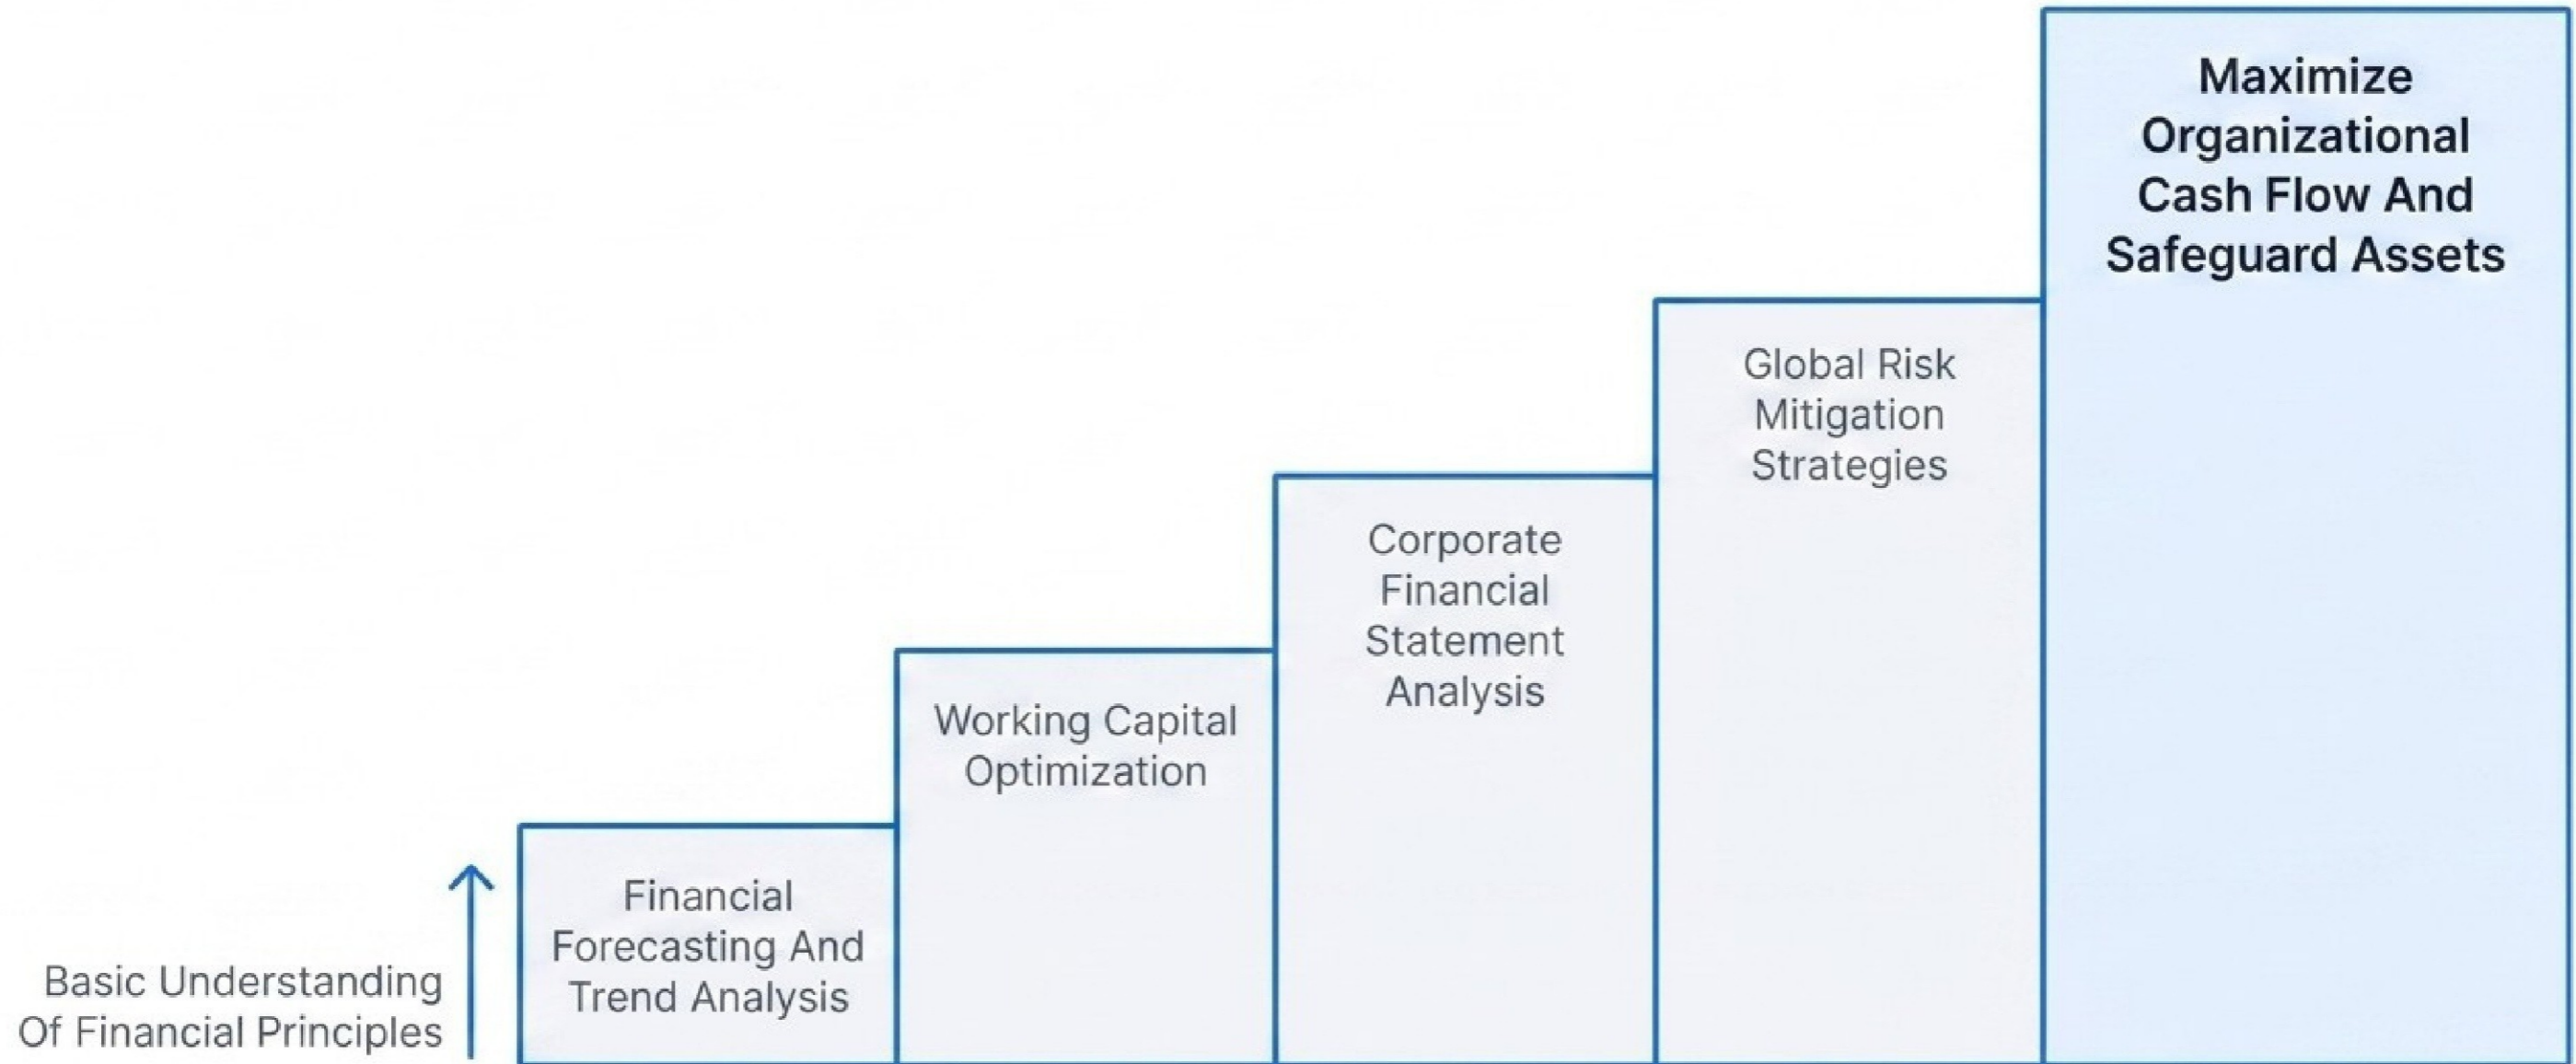 Basic Understanding
Of Financial Principles
Financial
Forecasting And
Trend Analysis
Working Capital
Optimization
Corporate
Financial
Statement
Analysis
Global Risk
Mitigation
Strategies
Maximize
Organizational
Cash Flow And
Safeguard Assets